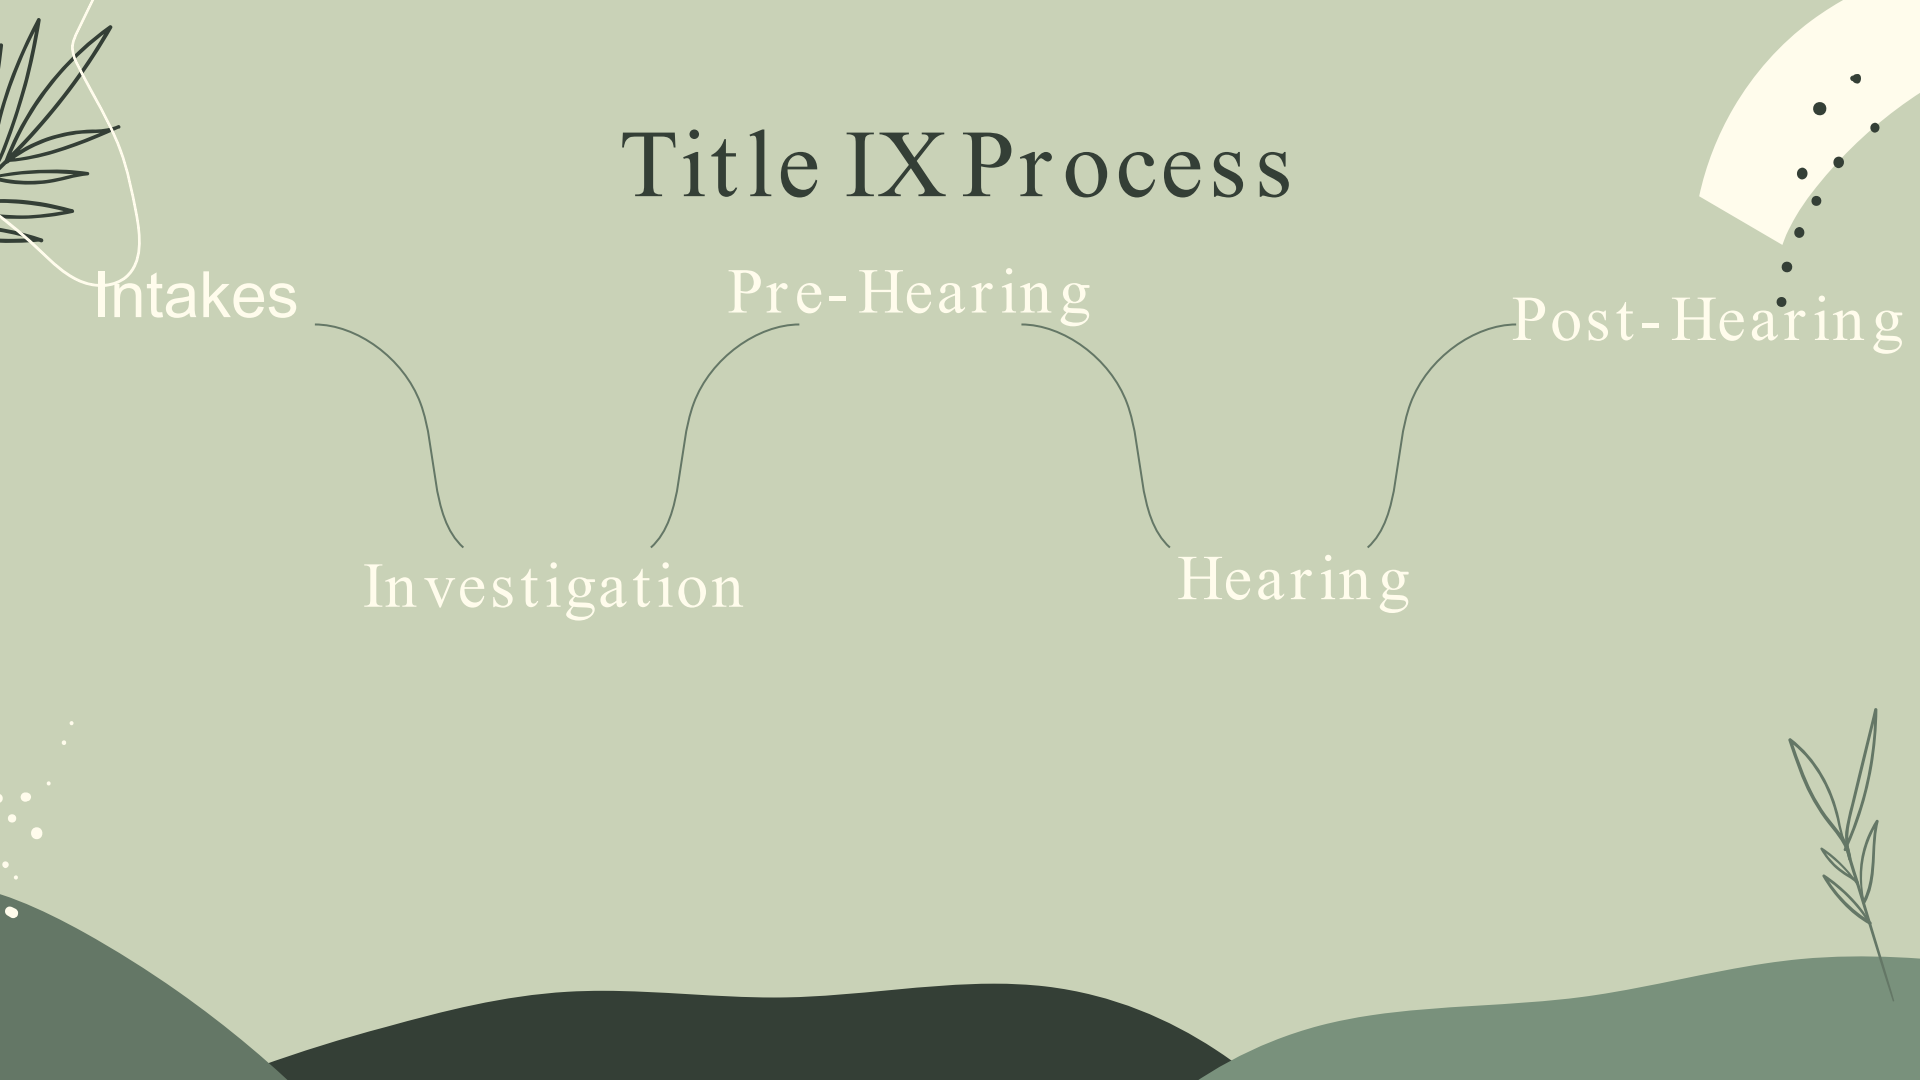 Title IX Process
Intakes
Pre-Hearing
Post-Hearing
Investigation
Hearing